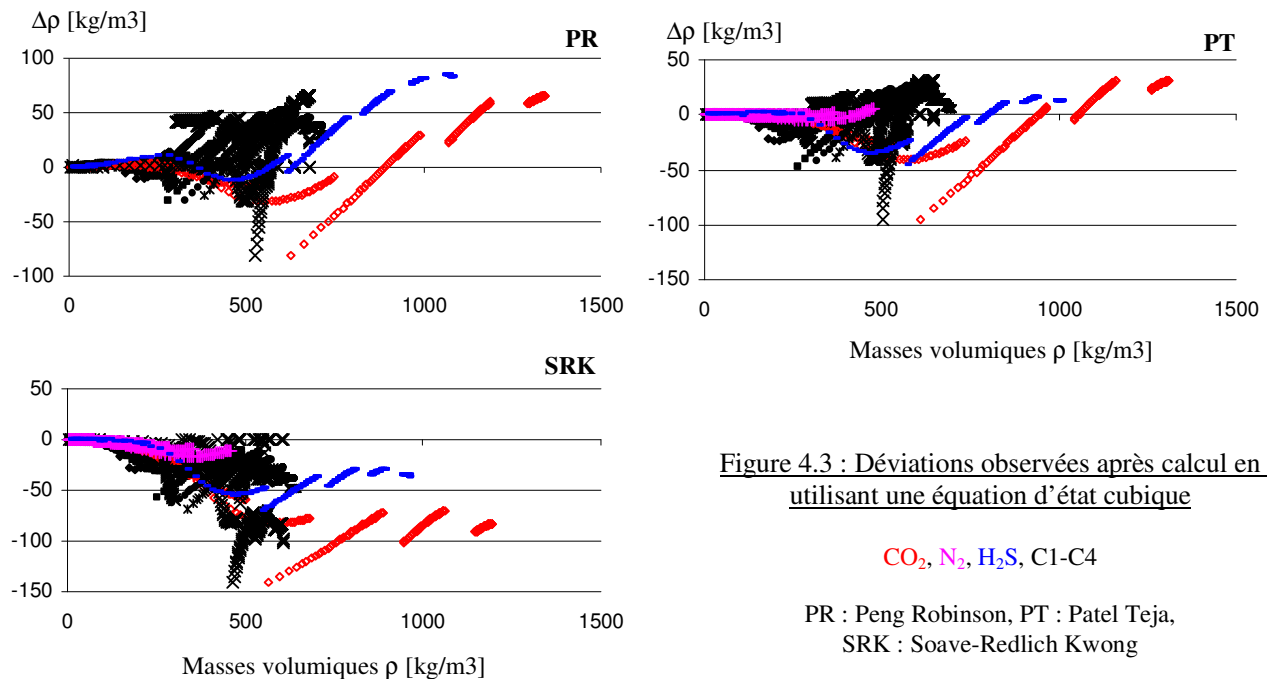 Δρ [kg/m3]
PR
100
50
0
-50
-100
0
500
1000
1500
Δρ [kg/m3]
PT
100
50
0
-50
-100
-150
0
500
1000
1500
Masses volumiques ρ [kg/m3]
SRK
50
0
-50
-100
-150
0
500
1000
1500
Masses volumiques ρ [kg/m3]
Figure 4.3 : Déviations observées après calcul en
utilisant une équation d’état cubique
CO₂, N₂, H₂S, C1-C4
PR : Peng Robinson, PT : Patel Teja,
SRK : Soave-Redlich Kwong